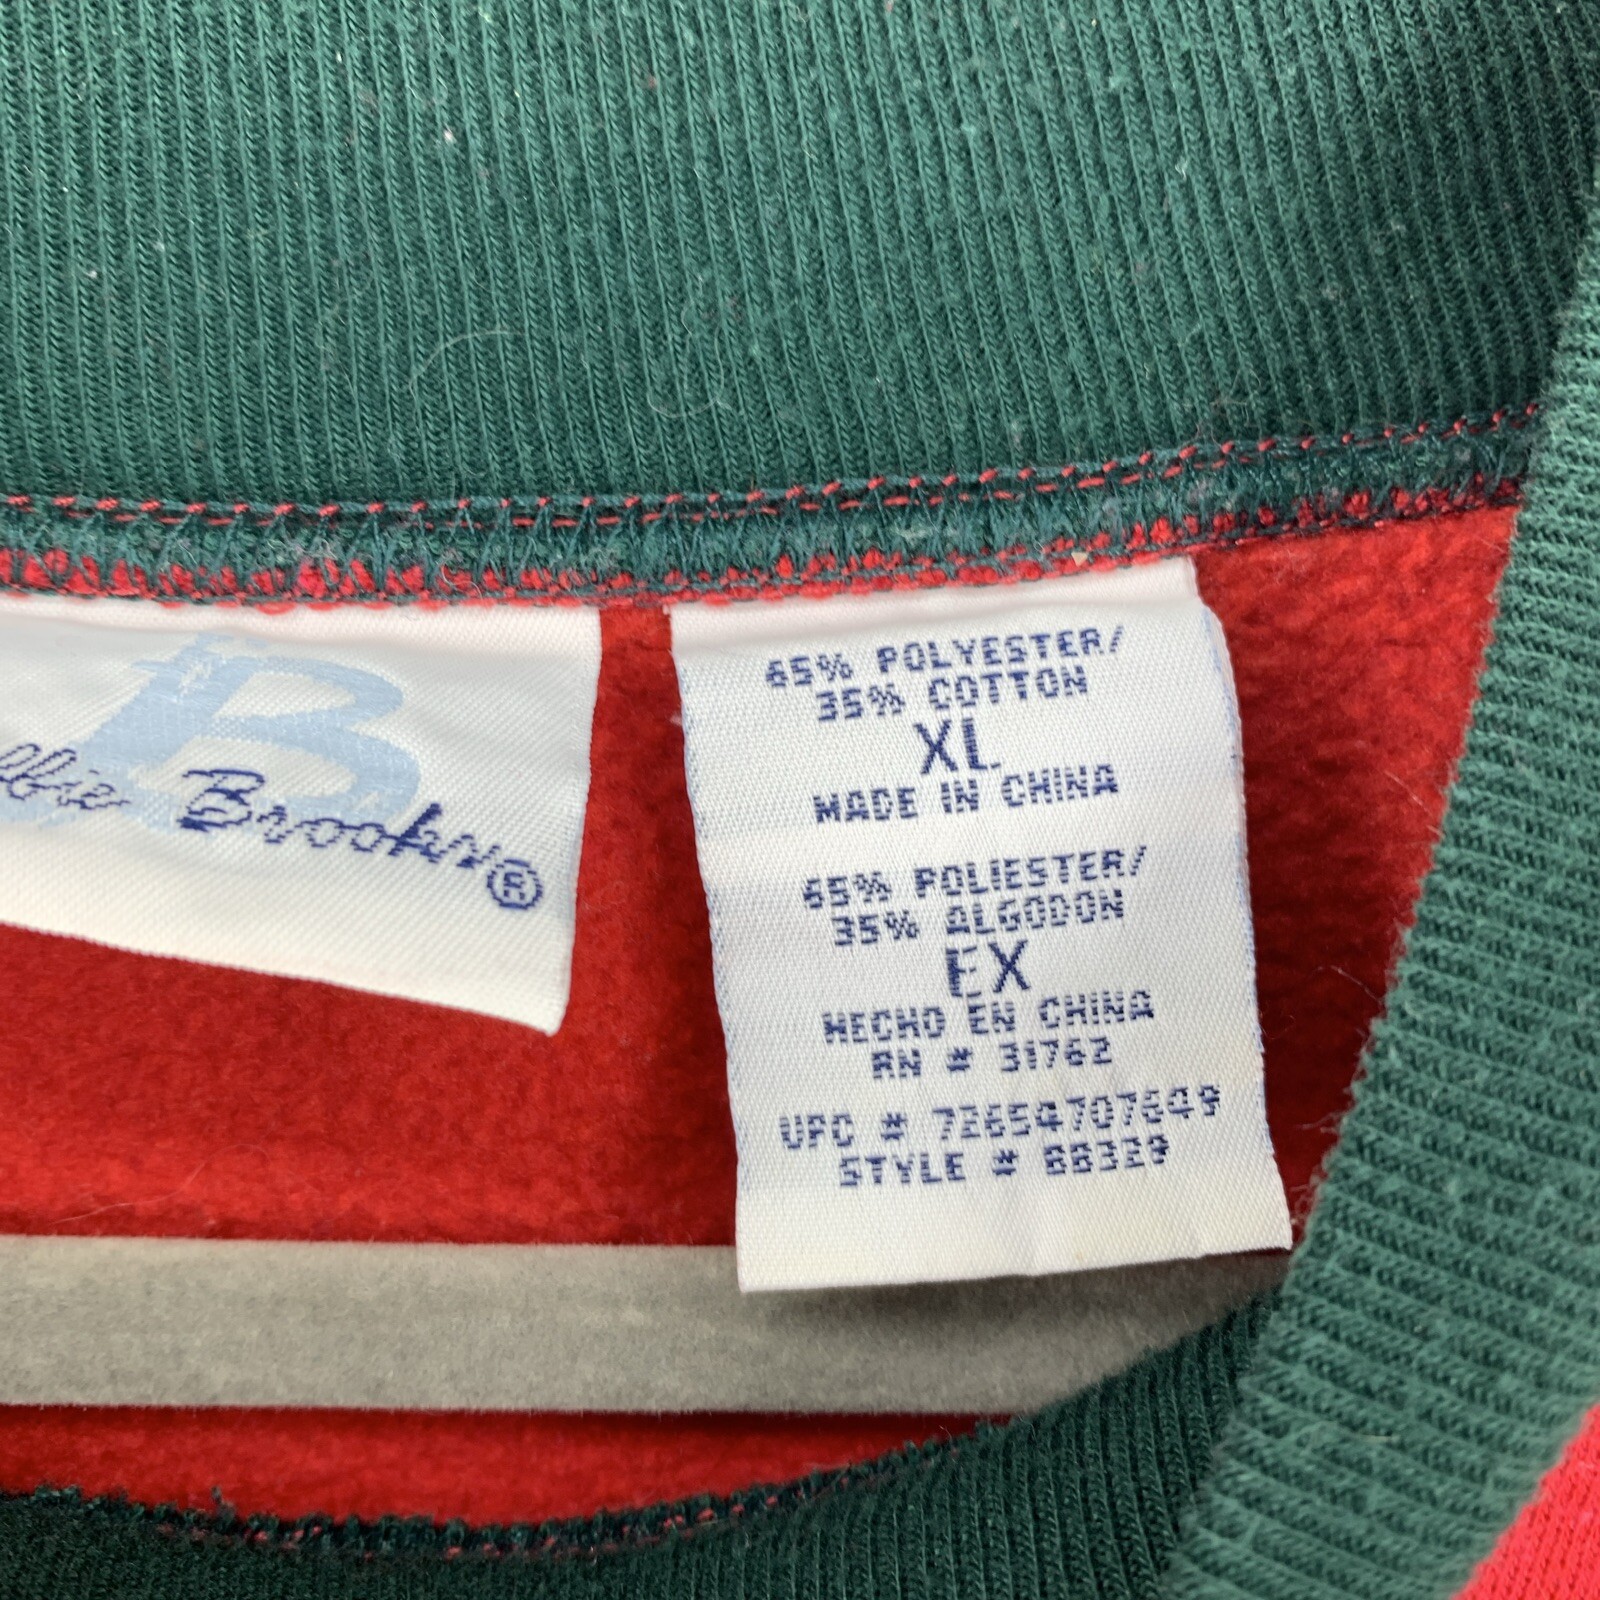 B
Brooks®
65% POLYESTER/
35% COTTON
XL
MADE IN CHINA
65% POLIESTER/
35% ALGODON
EX
HECHO EN CHINA
RN # 31762
UPC # 72654707649
STYLE # BB329